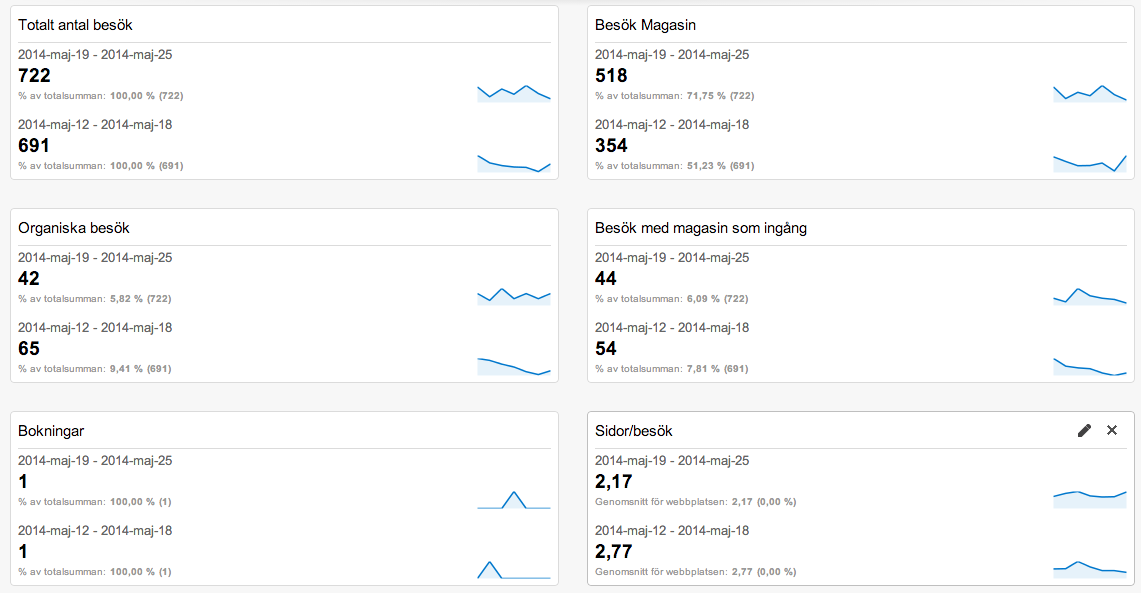 Totalt antal besök
2014-maj-19 - 2014-maj-25
722
% av totalsumman: 100,00 % (722)
2014-maj-12 - 2014-maj-18
691
% av totalsumman: 100,00 % (691)
Besök Magasin
2014-maj-19 - 2014-maj-25
518
% av totalsumman: 71,75 % (722)
2014-maj-12 - 2014-maj-18
354
% av totalsumman: 51,23 % (691)
Organiska besök
2014-maj-19 - 2014-maj-25
42
% av totalsumman: 5,82 % (722)
2014-maj-12 - 2014-maj-18
65
% av totalsumman: 9,41 % (691)
Besök med magasin som ingång
2014-maj-19 - 2014-maj-25
44
% av totalsumman: 6,09 % (722)
2014-maj-12 - 2014-maj-18
54
% av totalsumman: 7,81 % (691)
Bokningar
2014-maj-19 - 2014-maj-25
1
% av totalsumman: 100,00 % (1)
2014-maj-12 - 2014-maj-18
1
% av totalsumman: 100,00 % (1)
Sidor/besök
2014-maj-19 - 2014-maj-25
2,17
Genomsnitt för webbplatsen: 2,17 (0,00 %)
2014-maj-12 - 2014-maj-18
2,77
Genomsnitt för webbplatsen: 2,77 (0,00 %)